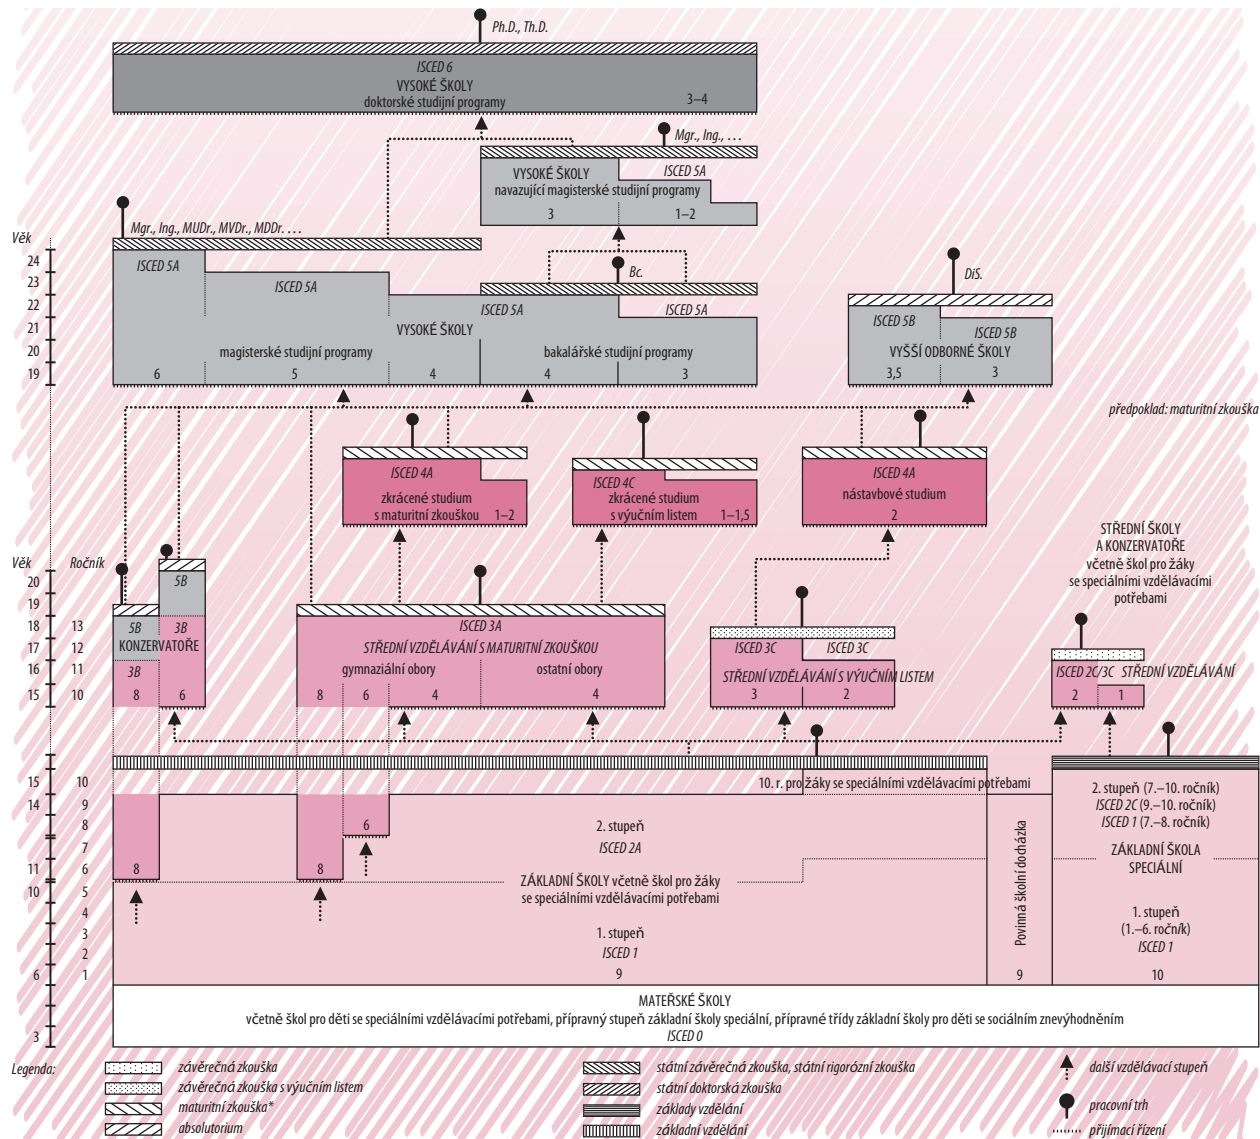 Ph.D., Th.D.
ISCED 6
VYSOKÉ ŠKOLY
doktorské studijní programy
3–4
Mgr., Ing., . . .
VYSOKÉ ŠKOLY
ISCED 5A
navazující magisterské studijní programy
3
1–2
Mgr., Ing., MUDr., MVDr., MDDr. . . .
Věk
24
23
22
21
20
19
ISCED 5A
ISCED 5A
Bc.
ISCED 5A
ISCED 5A
VYSOKÉ ŠKOLY
magisterské studijní programy
bakalářské studijní programy
6
5
4
4
3
DiS.
ISCED 5B
ISCED 5B
VYŠŠÍ ODBORNÉ ŠKOLY
3,5
3
předpoklad: maturitní zkouška
ISCED 4A
zkrácené studium
s maturitní zkouškou
1–2
ISCED 4C
zkrácené studium
s výučním listem
1–1,5
ISCED 4A
nástavbové studium
2
STŘEDNÍ ŠKOLY
A KONZERVATOŘE
včetně škol pro žáky
se speciálními vzdělávacími
potřebami
Věk
Ročník
20
19
18 13
17 12
16 11
15 10
5B
5B
3B
KONZERVATOŘE
3B
8
6
ISCED 3A
STŘEDNÍ VZDĚLÁVÁNÍ S MATURITNÍ ZKOUŠKOU
gymnaziální obory
ostatní obory
8
6
4
4
ISCED 3C
ISCED 3C
STŘEDNÍ VZDĚLÁVÁNÍ S VÝUČNÍM LISTEM
3
2
ISCED 2C/3C STŘEDNÍ VZDĚLÁVÁNÍ
2
1
15 10
14 9
8
7
11 6
10 5
4
3
2
6 1
3
10. r. pro žáky se speciálními vzdělávacími potřebami
8
8
6
2. stupeň
ISCED 2A
ZÁKLADNÍ ŠKOLY včetně škol pro žáky
se speciálními vzdělávacími potřebami
1. stupeň
ISCED 1
9
Povinná školní docházka
9
2. stupeň (7.–10. ročník)
ISCED 2C (9.–10. ročník)
ISCED 1 (7.–8. ročník)
ZÁKLADNÍ ŠKOLA
SPECIÁLNÍ
1. stupeň
(1.–6. ročník)
ISCED 1
10
MATEŘSKÉ ŠKOLY
včetně škol pro děti se speciálními vzdělávacími potřebami, přípravný stupeň základní školy speciální, přípravné třídy základní školy pro děti se sociálním znevýhodněním
ISCED 0
Legenda:
závěrečná zkouška
závěrečná zkouška s výučním listem
maturitní zkouška*
absolutorium
státní závěrečná zkouška, státní rigorózní zkouška
státní doktorská zkouška
základy vzdělání
základní vzdělání
další vzdělávací stupeň
pracovní trh
přijímací řízení